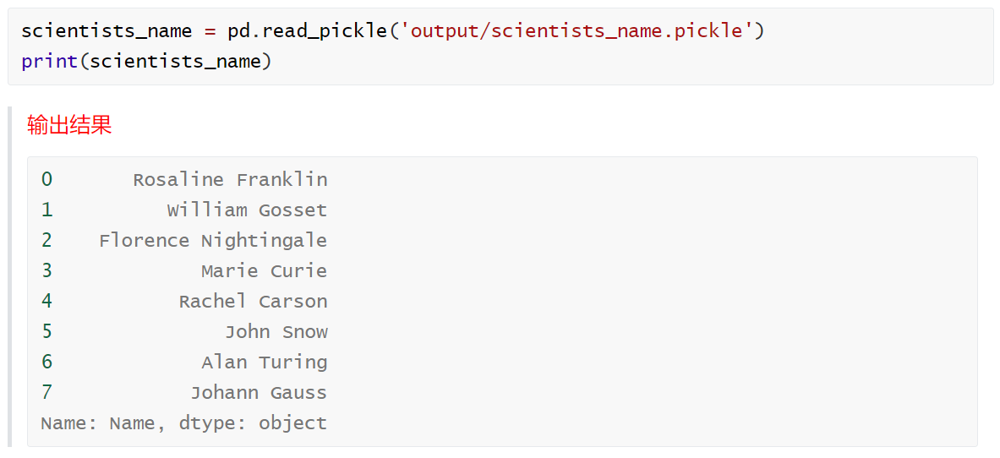 scientists_name = pd.read_pickle('output/scientists_name.pickle')
print(scientists_name)
输出结果
0       Rosaline Franklin
1          William Gosset
2    Florence Nightingale
3             Marie Curie
4           Rachel Carson
5               John Snow
6             Alan Turing
7            Johann Gauss
Name: Name, dtype: object